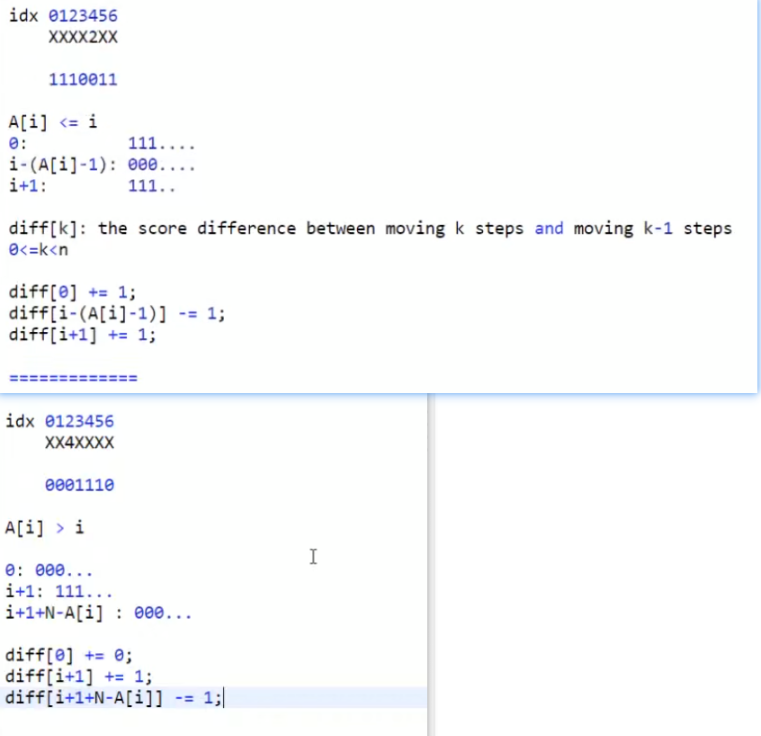 idx 0123456
XXXX2XX
1110011
A[i] <= i
0: 111....
i-(A[i]-1): 000....
i+1: 111..
diff[k]: the score difference between moving k steps and moving k-1 steps
0<=k<n
diff[0] += 1;
diff[i-(A[i]-1)] -= 1;
diff[i+1] += 1;
=============
idx 0123456
XX4XXXX
0001110
A[i] > i
0: 000...
i+1: 111...
i+1+N-A[i] : 000...
diff[0] += 0;
diff[i+1] += 1;
diff[i+1+N-A[i]] -= 1;